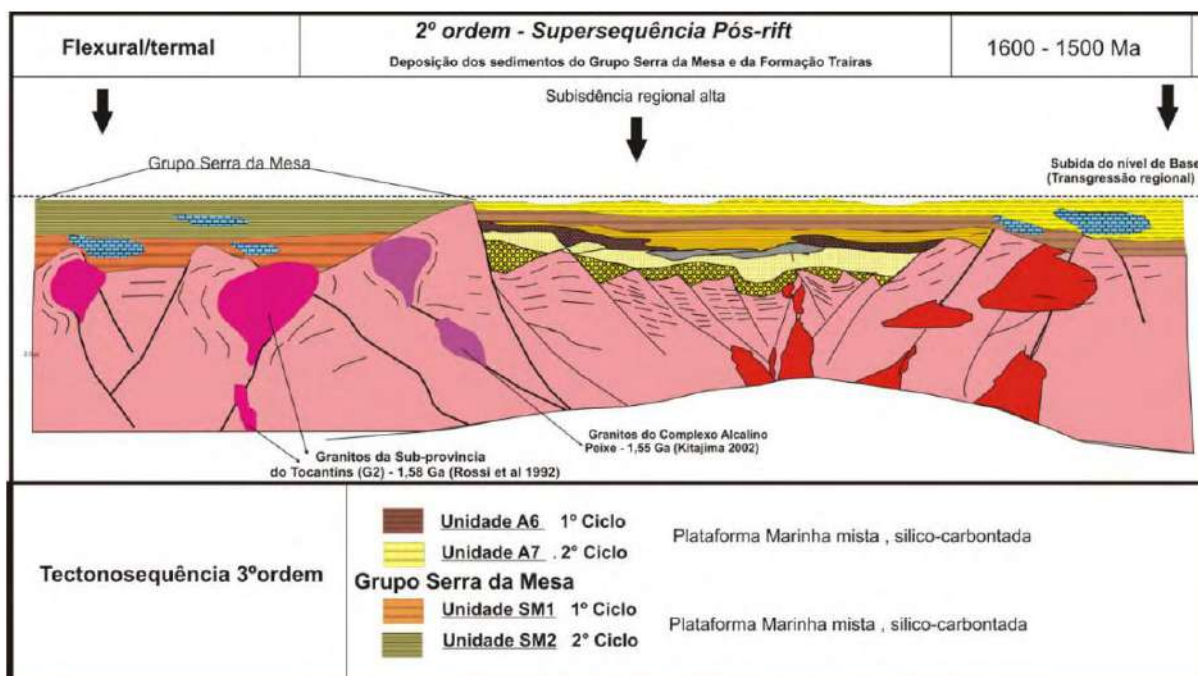 Flexural/termal
2º ordem - Supersequência Pós-rift
Deposição dos sedimentos do Grupo Serra da Mesa e da Formação Traíras
1600 - 1500 Ma
Subisdência regional alta
Grupo Serra da Mesa
Subida do nível de Base
(Transgressão regional)
Granitos da Sub-provincia
do Tocantins (G2) - 1,58 Ga (Rossi et al 1992)
Granitos do Complexo Alcalino
Peixe - 1,55 Ga (Kitajima 2002)
Tectonosequência 3ºordem
Unidade A6 1º Ciclo
Unidade A7 . 2º Ciclo
Plataforma Marinha mista , silico-carbontada
Grupo Serra da Mesa
Unidade SM1 1º Ciclo
Unidade SM2 2º Ciclo
Plataforma Marinha mista , silico-carbontada